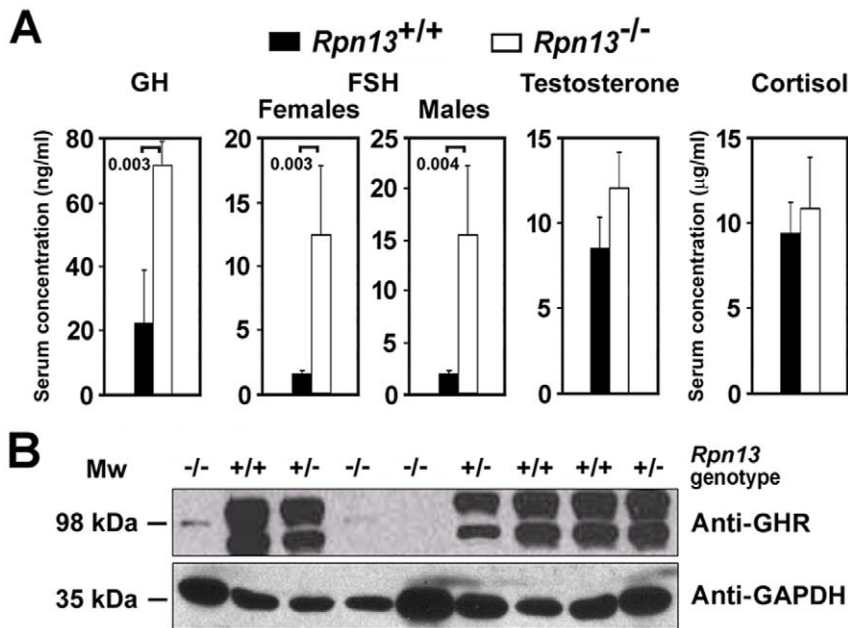 A
Rpn13+/+ Rpn13-/-
GH FSH Testosterone Cortisol
Females Males
Serum concentration (ng/ml)
80
60
40
20
0
0.003
20
15
10
5
0
0.003
25
20
15
10
5
0
0.004
15
10
5
0
Serum concentration (µg/ml)
15
10
5
0
B
Mw -/- +/+ +/- -/- -/- +/- +/+ +/+ +/- Rpn13
genotype
98 kDa Anti-GHR
35 kDa Anti-GAPDH